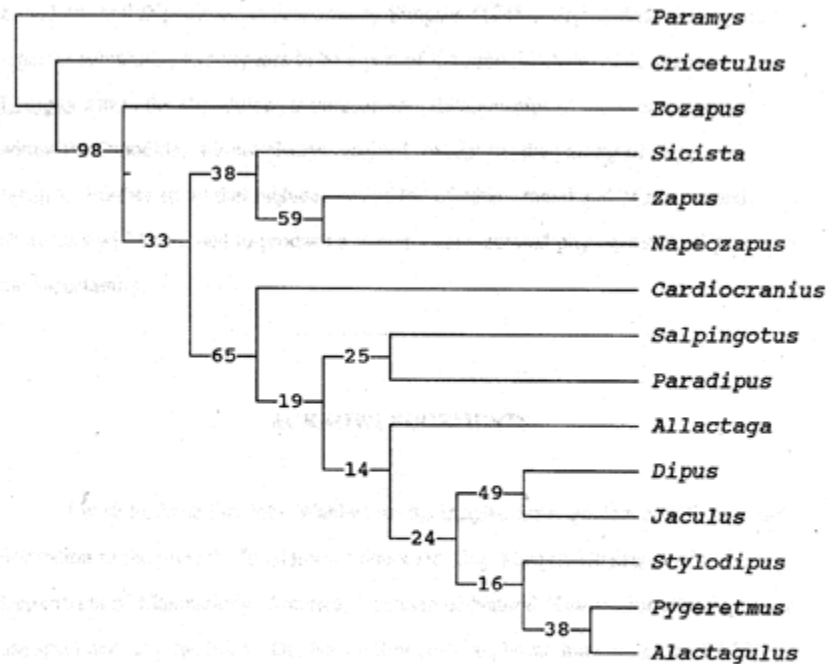 Paramys
Cricetulus
Eozapus
98
Sicista
38
Zapus
59
33
Napeozapus
Cardiocranius
Salpingotus
65
25
Paradipus
19
Allactaga
14
Dipus
49
Jaculus
24
Stylodipus
16
Pygeretmus
38
Alactagulus